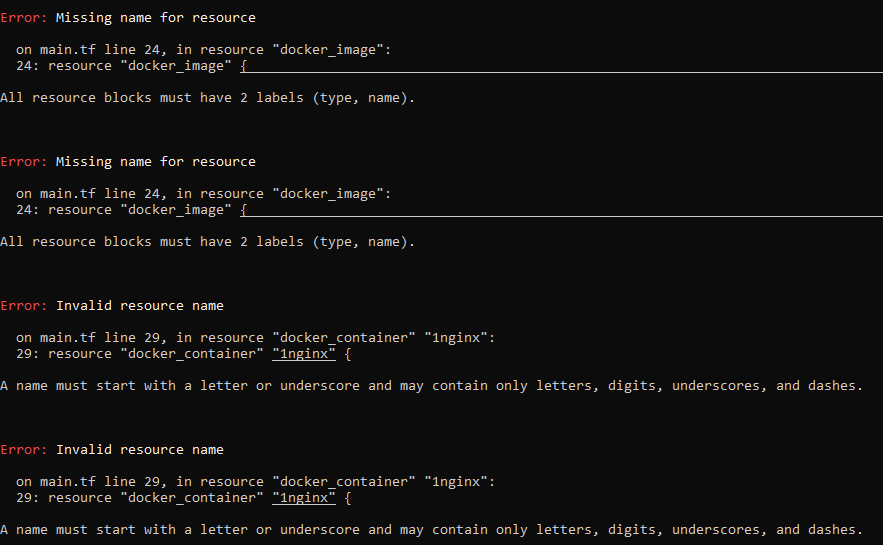 Error: Missing name for resource
on main.tf line 24, in resource "docker_image":
24: resource "docker_image" {
All resource blocks must have 2 labels (type, name).
Error: Missing name for resource
on main.tf line 24, in resource "docker_image":
24: resource "docker_image" {
All resource blocks must have 2 labels (type, name).
Error: Invalid resource name
on main.tf line 29, in resource "docker_container" "1nginx":
29: resource "docker_container" "1nginx" {
A name must start with a letter or underscore and may contain only letters, digits, underscores, and dashes.
Error: Invalid resource name
on main.tf line 29, in resource "docker_container" "1nginx":
29: resource "docker_container" "1nginx" {
A name must start with a letter or underscore and may contain only letters, digits, underscores, and dashes.